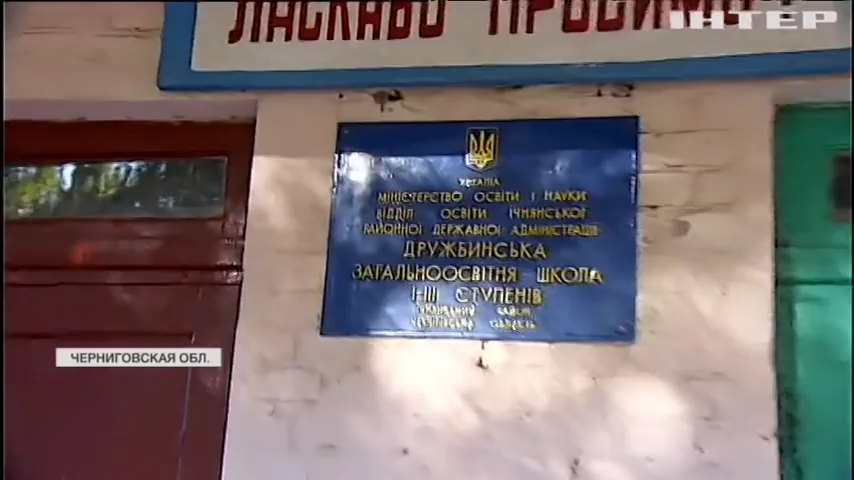 ЛАСКАВО ПРОСИМО
ІНТЕР
УКРАЇНА
МІНІСТЕРСТВО ОСВІТИ І НАУКИ
ВІДДІЛ ОСВІТИ ІЧНЯНСЬКОЇ
РАЙОННОЇ ДЕРЖАВНОЇ АДМІНІСТРАЦІЇ
ДРУЖБИНСЬКА
ЗАГАЛЬНООСВІТНЯ ШКОЛА
І-ІІІ СТУПЕНІВ
РАЙОН
ОБЛАСТЬ
ЧЕРНИГОВСКАЯ ОБЛ.